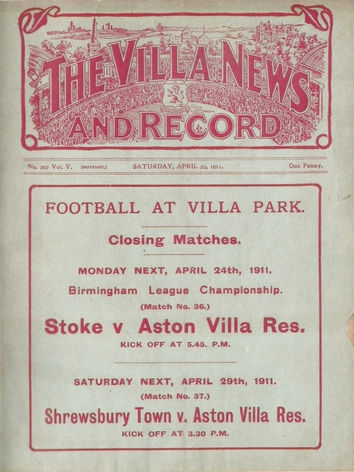 THE VILLA NEWS
AND RECORD
No. 207 Vol. V. SATURDAY, APRIL 22, 1911. One Penny.
FOOTBALL AT VILLA PARK.
Closing Matches.
MONDAY NEXT, APRIL 24th, 1911.
Birmingham League Championship.
(Match No. 36.)
Stoke v Aston Villa Res.
KICK OFF AT 5.45. P.M.
SATURDAY NEXT, APRIL 29th, 1911.
(Match No. 37.)
Shrewsbury Town v. Aston Villa Res.
KICK OFF AT 3.30 P.M.